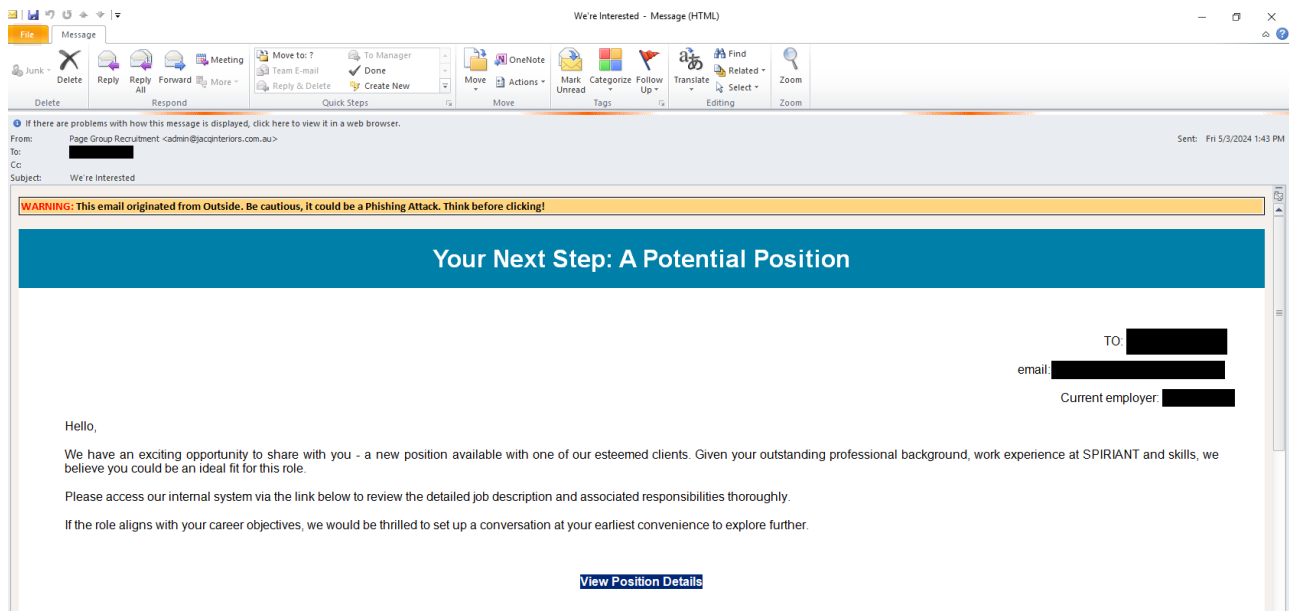 We're Interested - Message (HTML)
File Message
Junk Delete Reply Reply All Forward Meeting More
Move to: ? To Manager
Team E-mail Done
Reply & Delete Create New
Move OneNote Actions
Mark Unread Categorize Follow Up
Translate Find Related Select Zoom
Delete Respond Quick Steps Move Tags Editing Zoom
If there are problems with how this message is displayed, click here to view it in a web browser.
From: Page Group Recruitment <admin@jacqinteriors.com.au> Sent: Fri 5/3/2024 1:43 PM
To:
Cc:
Subject: We're Interested
WARNING: This email originated from Outside. Be cautious, it could be a Phishing Attack. Think before clicking!
Your Next Step: A Potential Position
TO:
email:
Current employer:
Hello,
We have an exciting opportunity to share with you - a new position available with one of our esteemed clients. Given your outstanding professional background, work experience at SPIRIANT and skills, we
believe you could be an ideal fit for this role.
Please access our internal system via the link below to review the detailed job description and associated responsibilities thoroughly.
If the role aligns with your career objectives, we would be thrilled to set up a conversation at your earliest convenience to explore further.
View Position Details